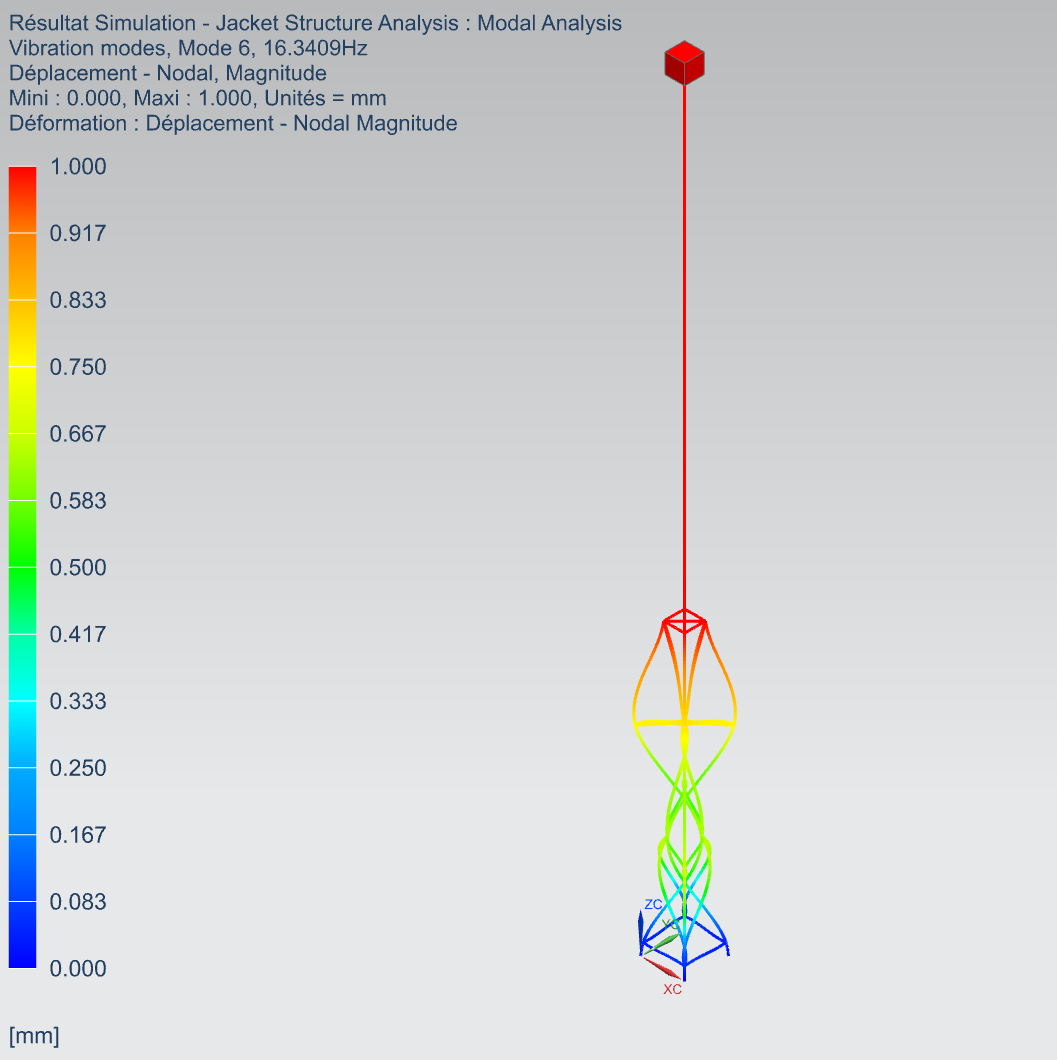 Résultat Simulation - Jacket Structure Analysis : Modal Analysis
Vibration modes, Mode 6, 16.3409Hz
Déplacement - Nodal, Magnitude
Mini : 0.000, Maxi : 1.000, Unités = mm
Déformation : Déplacement - Nodal Magnitude
1.000
0.917
0.833
0.750
0.667
0.583
0.500
0.417
0.333
0.250
0.167
0.083
0.000
[mm]
ZC
YC
XC